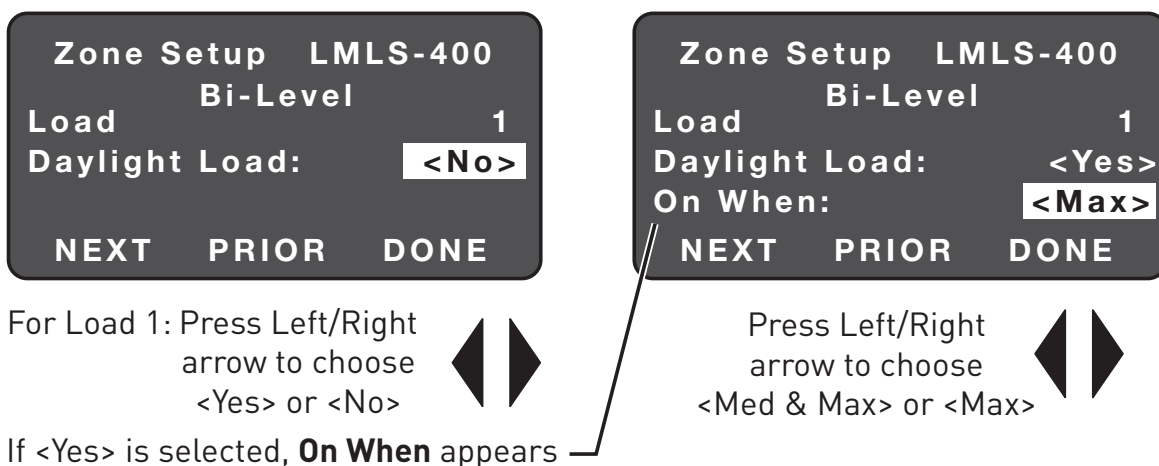 Zone Setup LMLS-400
Bi-Level
Load 1
Daylight Load: <No>
NEXT PRIOR DONE
For Load 1: Press Left/Right
arrow to choose
<Yes> or <No>
If <Yes> is selected, On When appears
Zone Setup LMLS-400
Bi-Level
Load 1
Daylight Load: <Yes>
On When: <Max>
NEXT PRIOR DONE
Press Left/Right
arrow to choose
<Med & Max> or <Max>